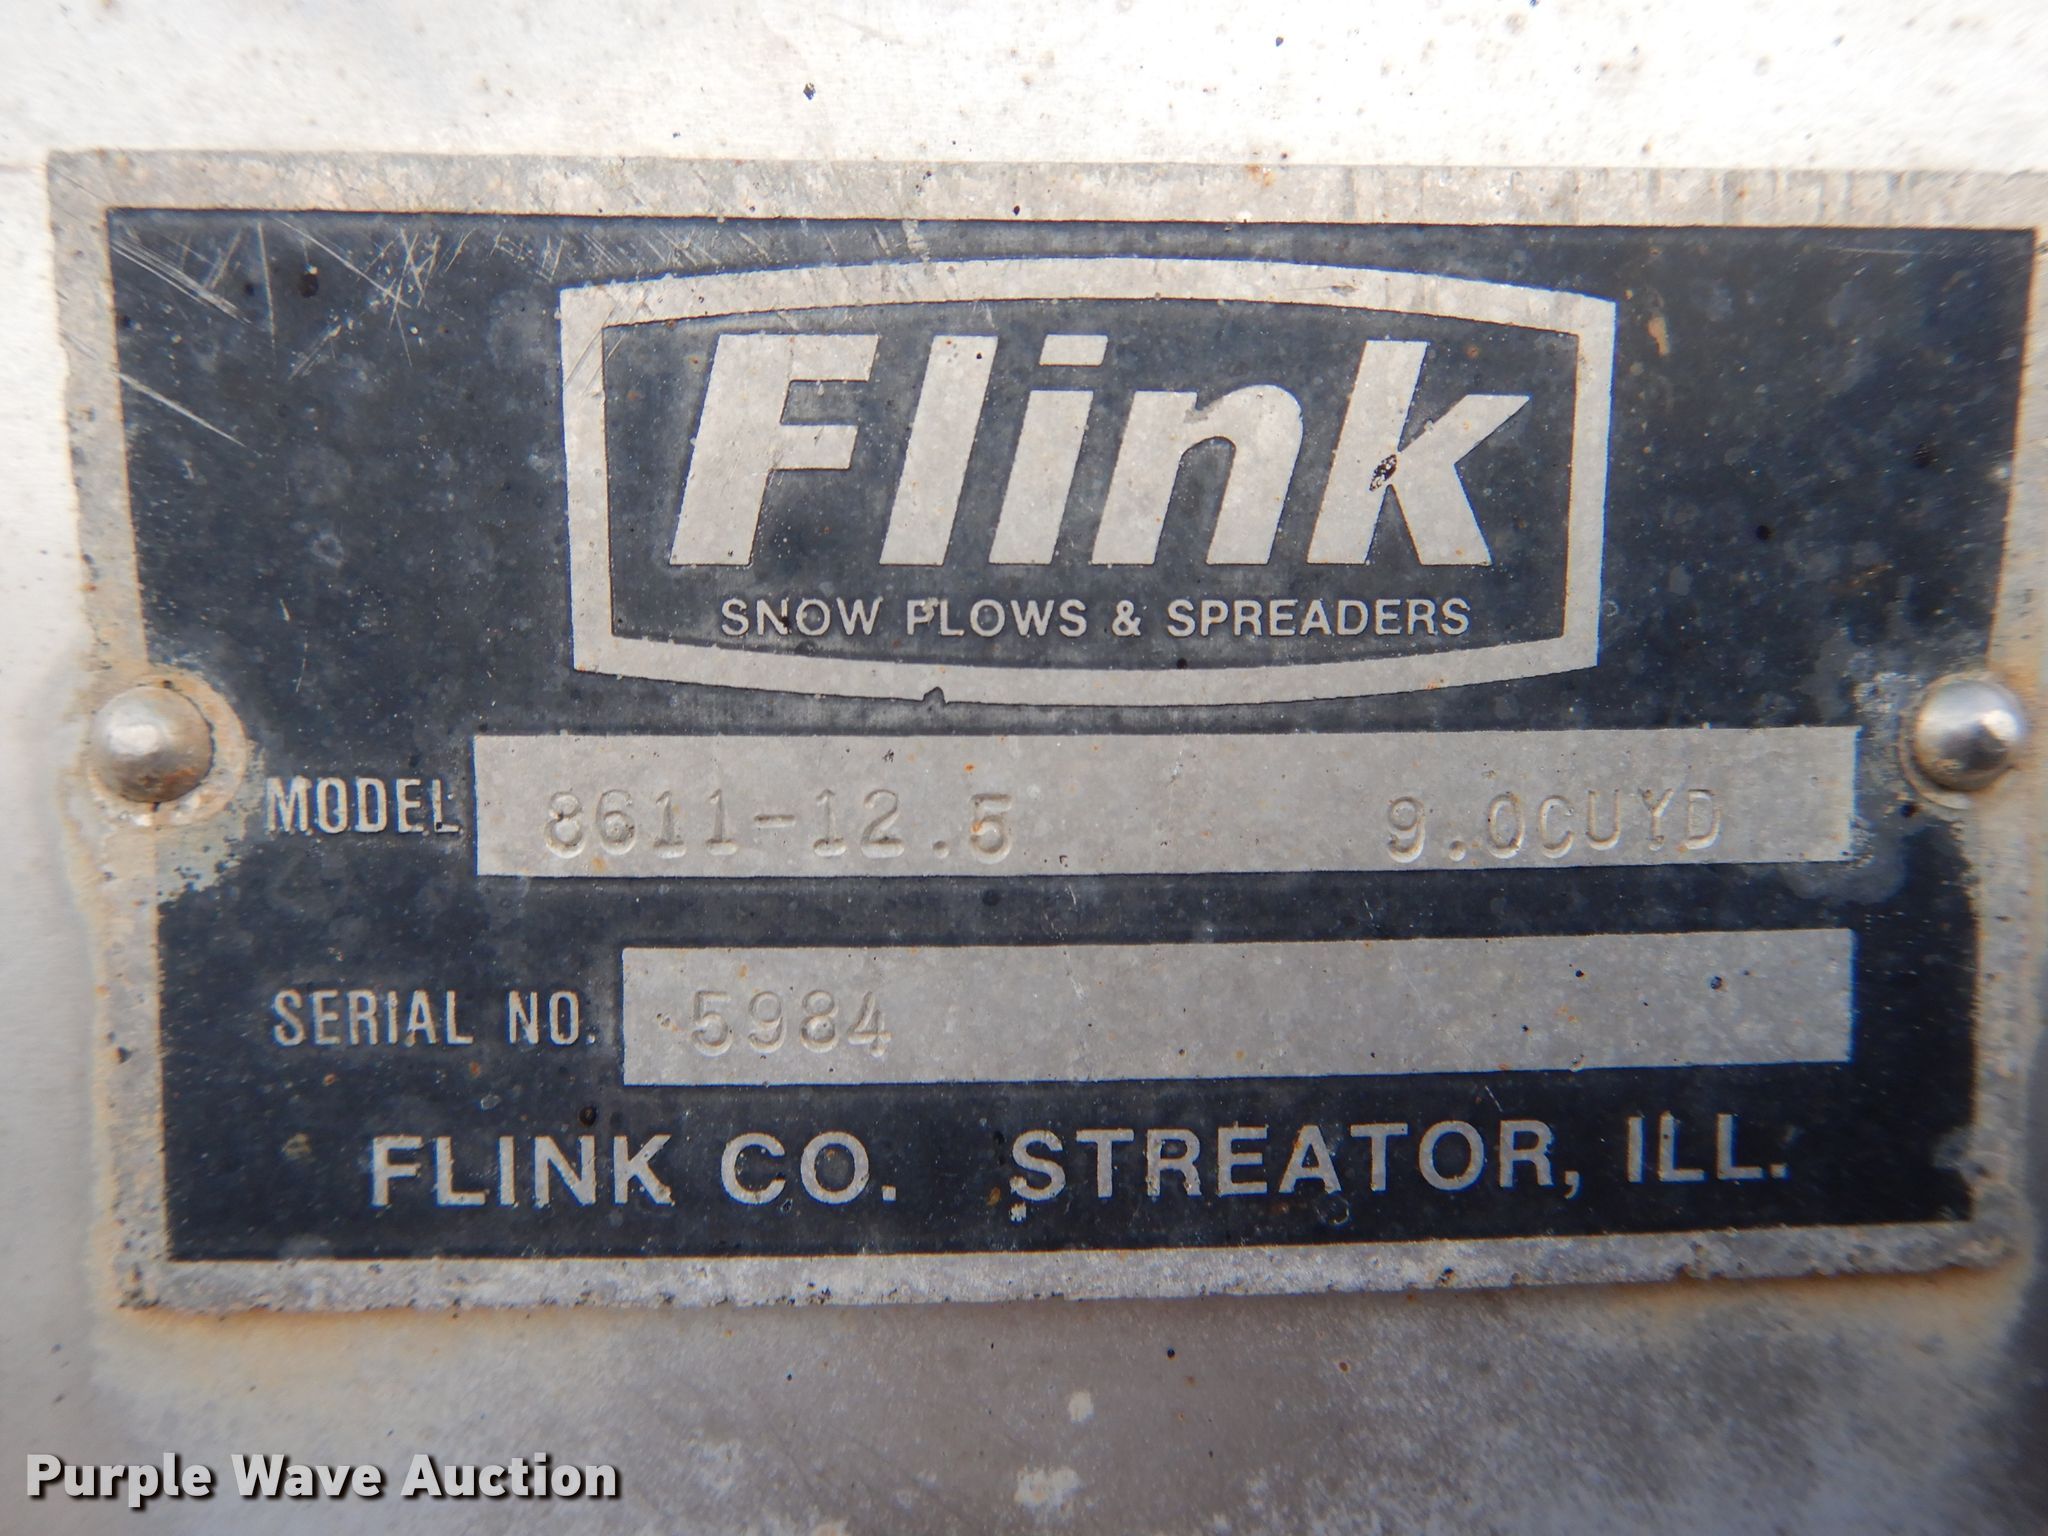 Flink
SNOW PLOWS & SPREADERS
MODEL 8611-12.5 9.0CUYD
SERIAL NO. 5984
FLINK CO. STREATOR, ILL.
Purple Wave Auction